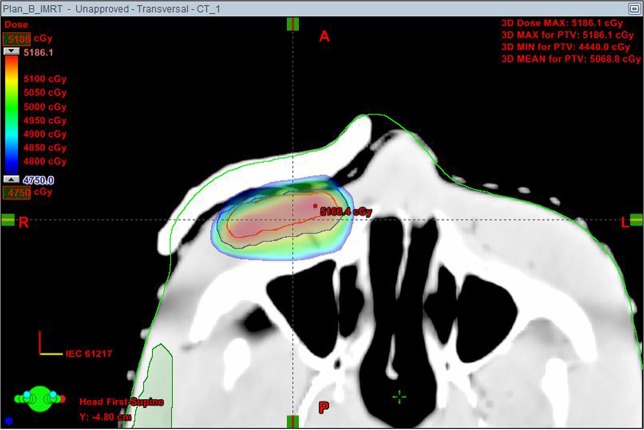 Plan_B_IMRT - Unapproved - Transversal - CT_1
Dose
5186 cGy
5186.1
5100 cGy
5050 cGy
5000 cGy
4950 cGy
4900 cGy
4850 cGy
4800 cGy
4750.0
4750 cGy
A
3D Dose MAX: 5186.1 cGy
3D MAX for PTV: 5186.1 cGy
3D MIN for PTV: 4440.0 cGy
3D MEAN for PTV: 5068.8 cGy
5186.4 cGy
R
L
IEC 61217
Head First-Supine
Y: -4.80 cm
P